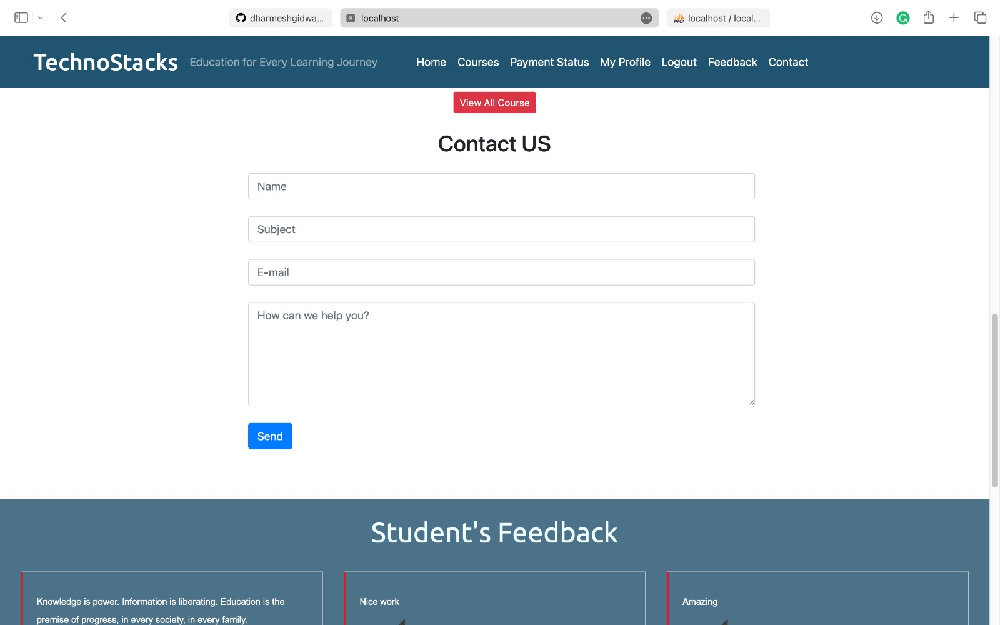 dharmeshgidwa...
localhost
localhost / local...
TechnoStacks Education for Every Learning Journey Home Courses Payment Status My Profile Logout Feedback Contact
View All Course
Contact US
Name
Subject
E-mail
How can we help you?
Send
Student's Feedback
Knowledge is power. Information is liberating. Education is the
premise of progress, in every society, in every family.
Nice work
Amazing